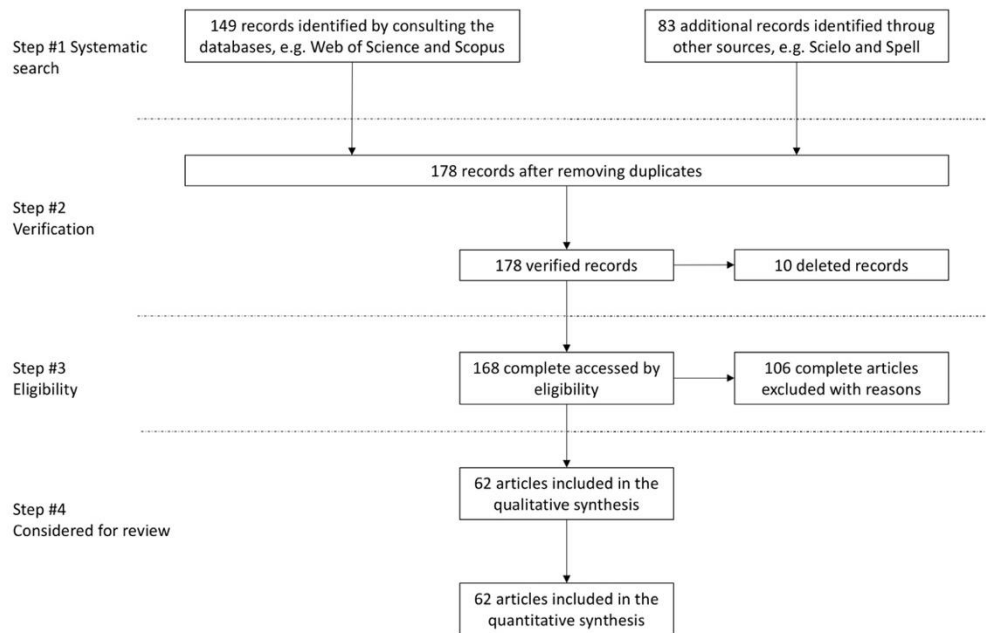 Step #1 Systematic
search
149 records identified by consulting the
databases, e.g. Web of Science and Scopus
83 additional records identified throug
other sources, e.g. Scielo and Spell
178 records after removing duplicates
Step #2
Verification
178 verified records
10 deleted records
Step #3
Eligibility
168 complete accessed by
eligibility
106 complete articles
excluded with reasons
62 articles included in the
qualitative synthesis
Step #4
Considered for review
62 articles included in the
quantitative synthesis